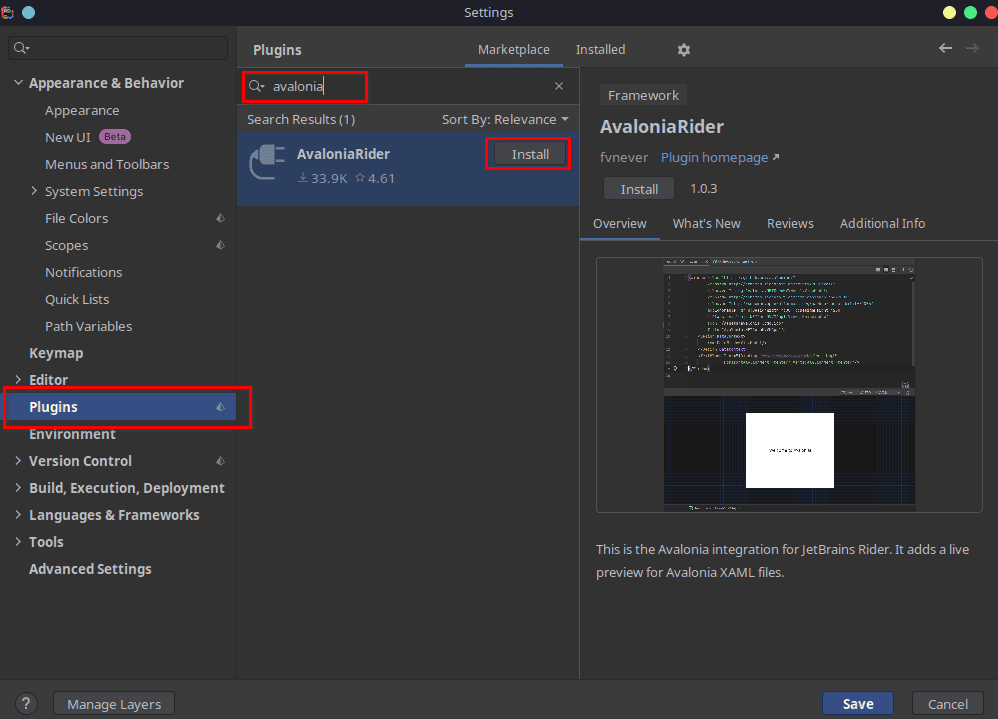 Settings
Appearance & Behavior
Appearance
New UI Beta
Menus and Toolbars
System Settings
File Colors
Scopes
Notifications
Quick Lists
Path Variables
Keymap
Editor
Plugins
Environment
Version Control
Build, Execution, Deployment
Languages & Frameworks
Tools
Advanced Settings
Plugins
Marketplace
Installed
avalonia
Search Results (1)
Sort By: Relevance
AvaloniaRider
Install
33.9K 4.61
Framework
AvaloniaRider
fvnever Plugin homepage
Install 1.0.3
Overview What's New Reviews Additional Info
This is the Avalonia integration for JetBrains Rider. It adds a live
preview for Avalonia XAML files.
?
Manage Layers
Save
Cancel